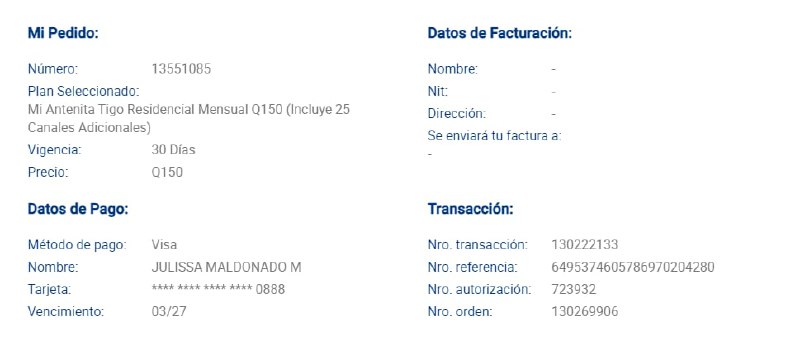 Mi Pedido:
Número: 13551085
Plan Seleccionado:
Mi Antenita Tigo Residencial Mensual Q150 (Incluye 25
Canales Adicionales)
Vigencia: 30 Días
Precio: Q150
Datos de Facturación:
Nombre: -
Nit: -
Dirección: -
Se enviará tu factura a:
-
Datos de Pago:
Método de pago: Visa
Nombre: JULISSA MALDONADO M
Tarjeta: **** **** **** **** 0888
Vencimiento: 03/27
Transacción:
Nro. transacción: 130222133
Nro. referencia: 6495374605786970204280
Nro. autorización: 723932
Nro. orden: 130269906